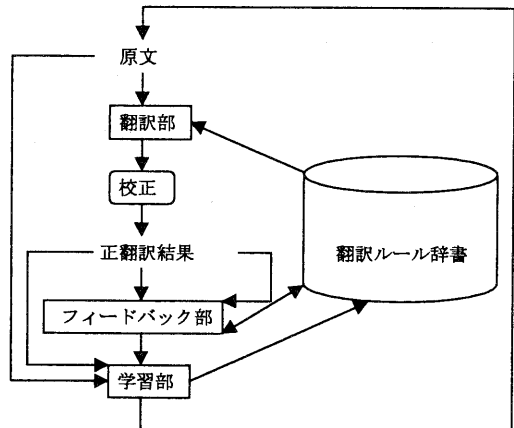 原文
翻訳部
校正
正翻訳結果
翻訳ルール辞書
フィードバック部
学習部